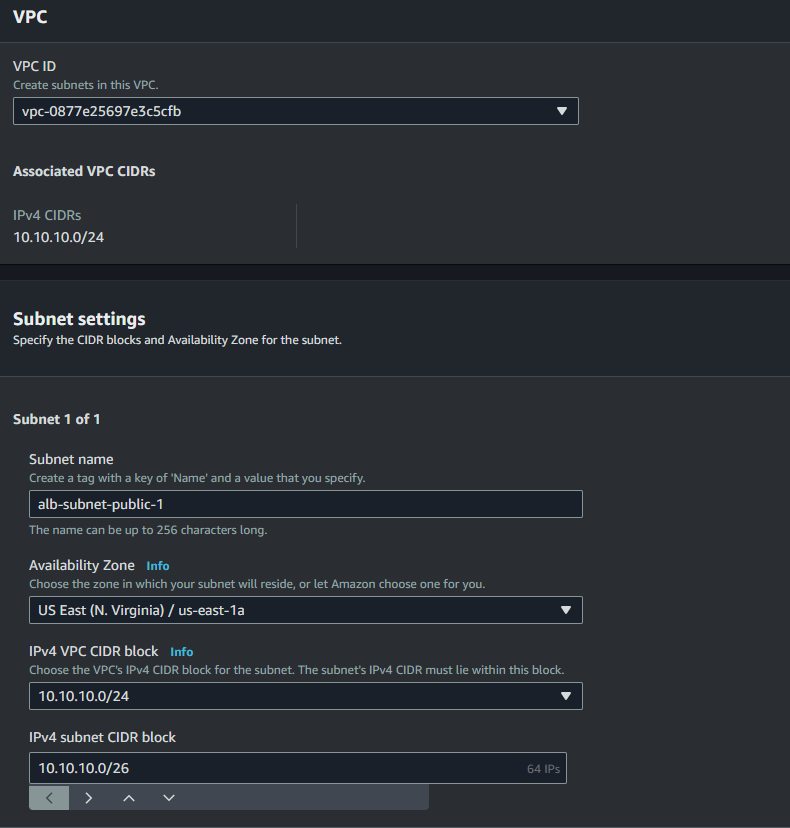 VPC
VPC ID
Create subnets in this VPC.
vpc-0877e25697e3c5cfb
Associated VPC CIDRs
IPv4 CIDRs
10.10.10.0/24
Subnet settings
Specify the CIDR blocks and Availability Zone for the subnet.
Subnet 1 of 1
Subnet name
Create a tag with a key of 'Name' and a value that you specify.
alb-subnet-public-1
The name can be up to 256 characters long.
Availability Zone Info
Choose the zone in which your subnet will reside, or let Amazon choose one for you.
US East (N. Virginia) / us-east-1a
IPv4 VPC CIDR block Info
Choose the VPC's IPv4 CIDR block for the subnet. The subnet's IPv4 CIDR must lie within this block.
10.10.10.0/24
IPv4 subnet CIDR block
10.10.10.0/26 64 IPs